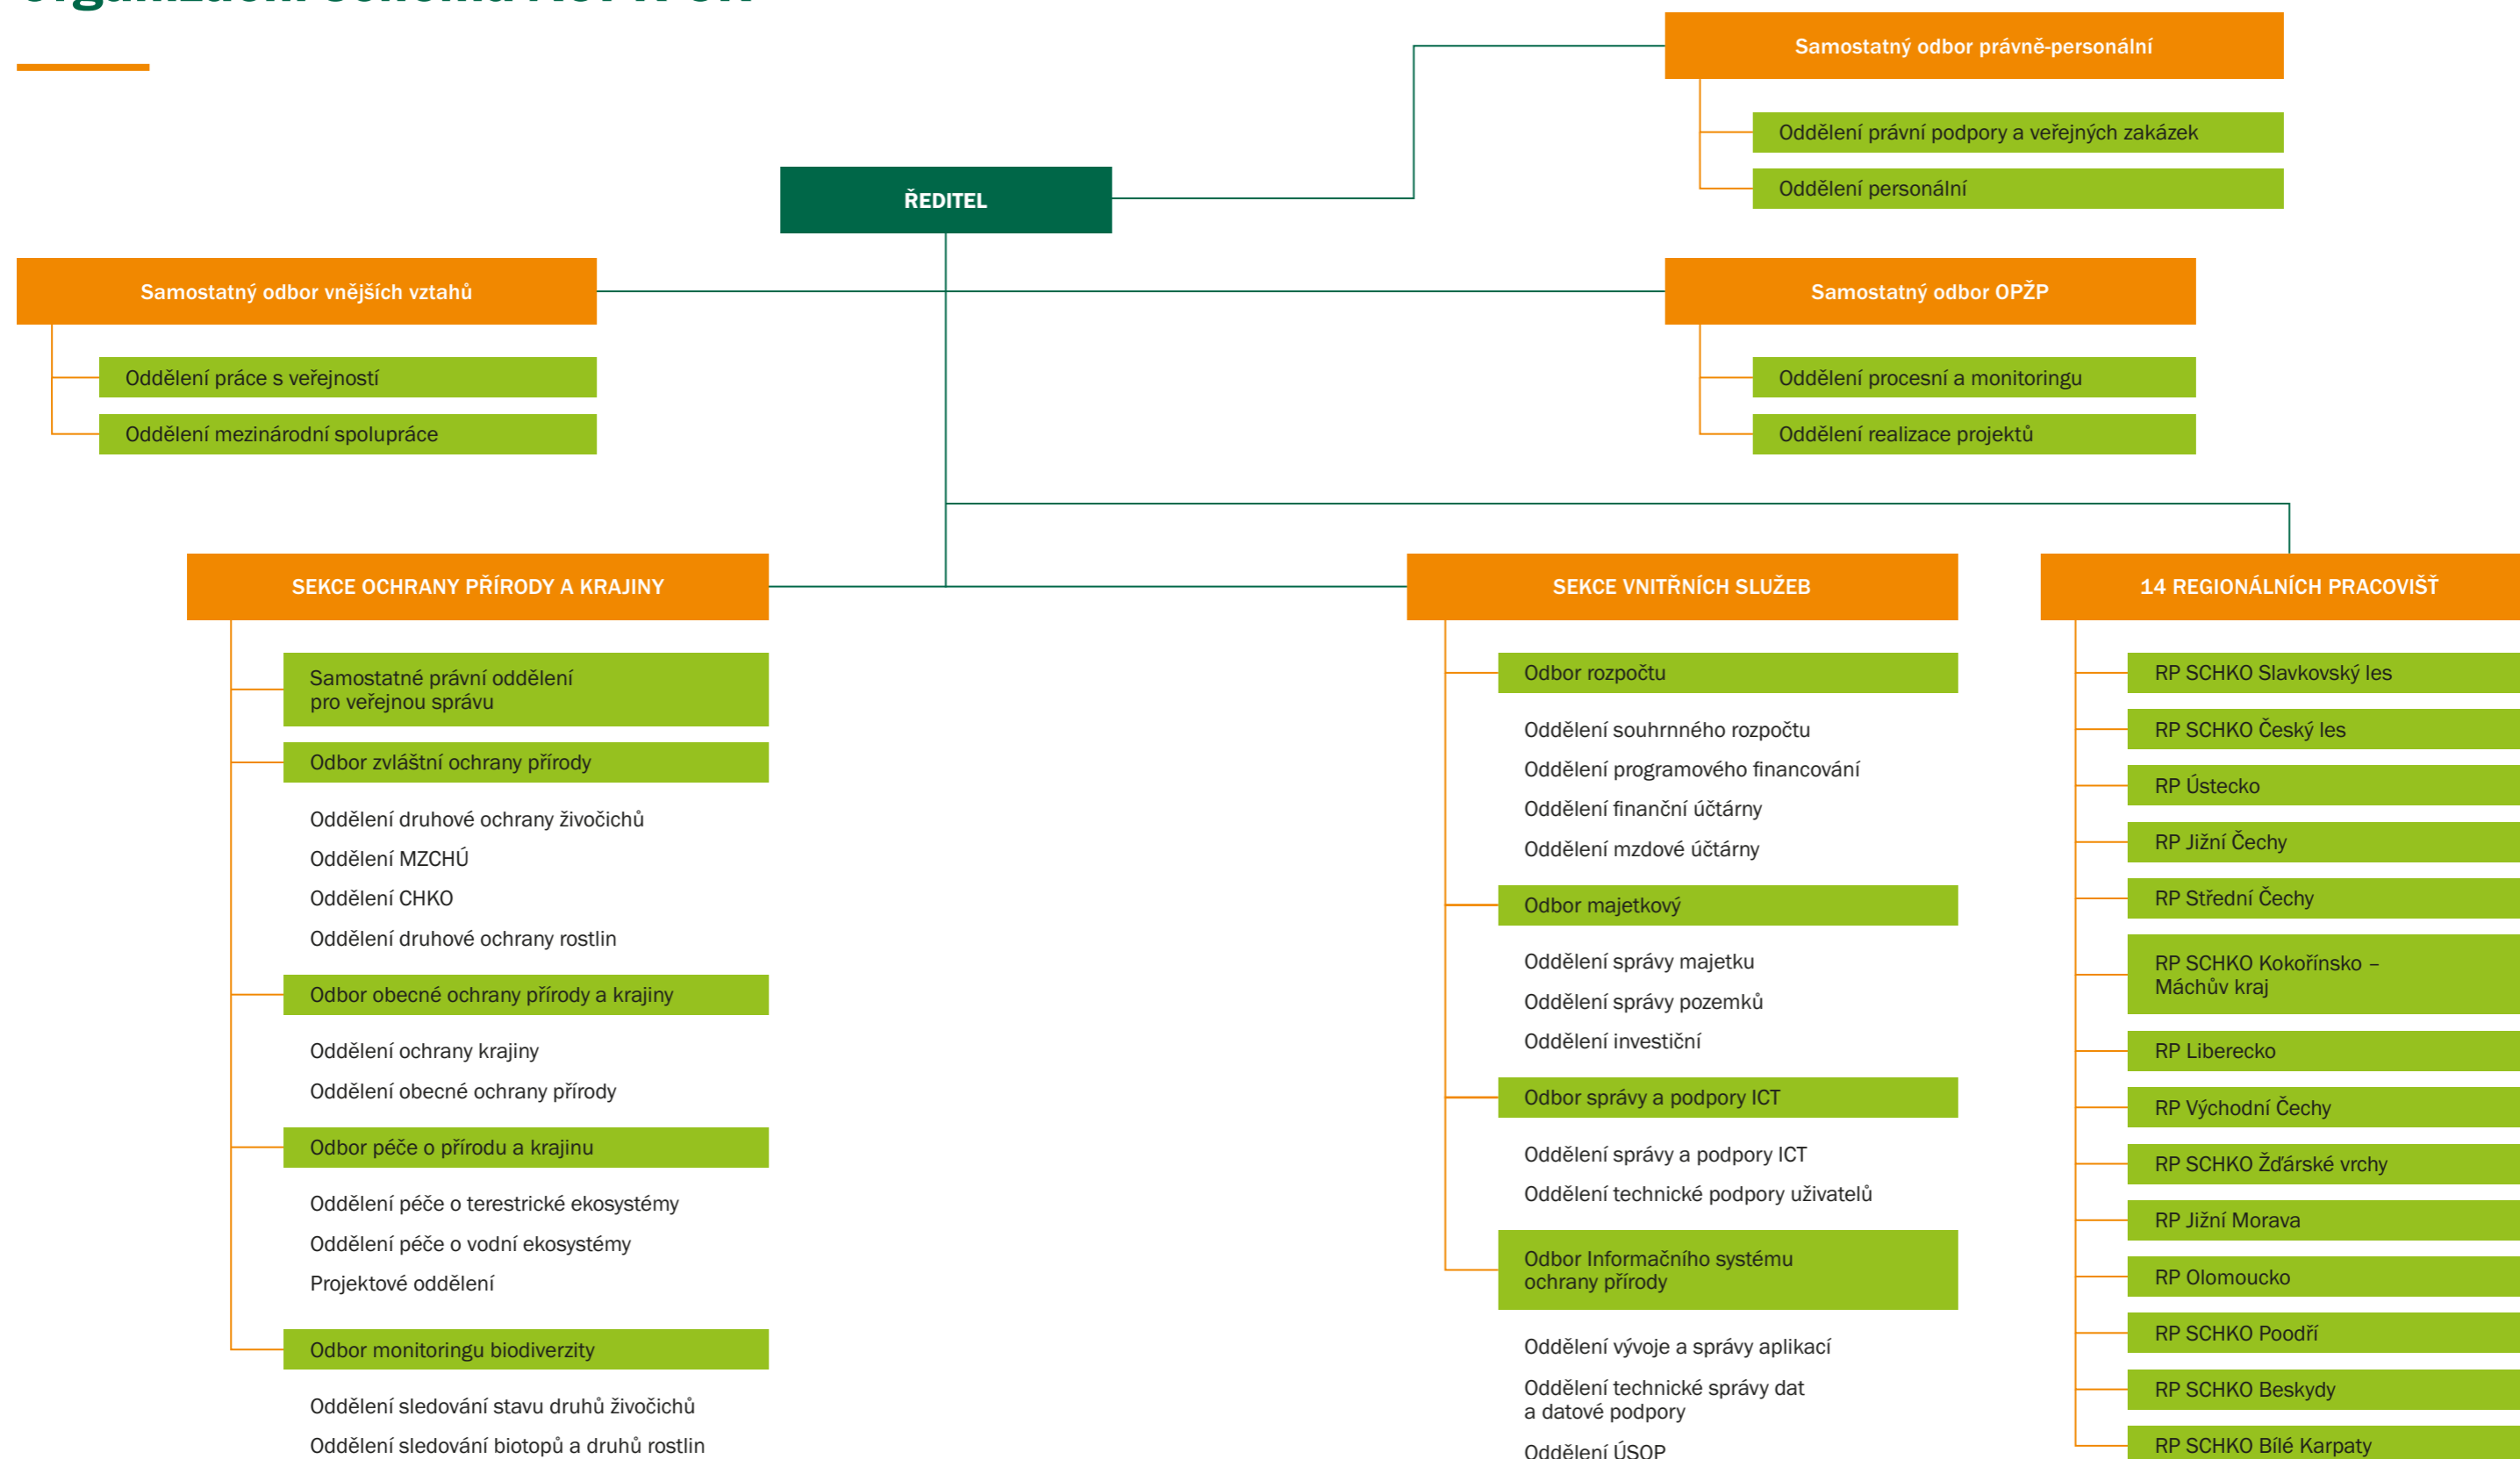 Samostatný odbor právně-personální
Oddělení právní podpory a veřejných zakázek
Oddělení personální
ŘEDITEL
Samostatný odbor vnějších vztahů
Oddělení práce s veřejností
Oddělení mezinárodní spolupráce
Samostatný odbor OPŽP
Oddělení procesní a monitoringu
Oddělení realizace projektů
SEKCE OCHRANY PŘÍRODY A KRAJINY
Samostatné právní oddělení
pro veřejnou správu
Odbor zvláštní ochrany přírody
Oddělení druhové ochrany živočichů
Oddělení MZCHÚ
Oddělení CHKO
Oddělení druhové ochrany rostlin
Odbor obecné ochrany přírody a krajiny
Oddělení ochrany krajiny
Oddělení obecné ochrany přírody
Odbor péče o přírodu a krajinu
Oddělení péče o terestrické ekosystémy
Oddělení péče o vodní ekosystémy
Projektové oddělení
Odbor monitoringu biodiverzity
Oddělení sledování stavu druhů živočichů
Oddělení sledování biotopů a druhů rostlin
SEKCE VNITŘNÍCH SLUŽEB
Odbor rozpočtu
Oddělení souhrnného rozpočtu
Oddělení programového financování
Oddělení finanční účtárny
Oddělení mzdové účtárny
Odbor majetkový
Oddělení správy majetku
Oddělení správy pozemků
Oddělení investiční
Odbor správy a podpory ICT
Oddělení správy a podpory ICT
Oddělení technické podpory uživatelů
Odbor Informačního systému
ochrany přírody
Oddělení vývoje a správy aplikací
Oddělení technické správy dat
a datové podpory
Oddělení ÚSOP
14 REGIONÁLNÍCH PRACOVIŠŤ
RP SCHKO Slavkovský les
RP SCHKO Český les
RP Ústecko
RP Jižní Čechy
RP Střední Čechy
RP SCHKO Kokořínsko –
Máchův kraj
RP Liberecko
RP Východní Čechy
RP SCHKO Žďárské vrchy
RP Jižní Morava
RP Olomoucko
RP SCHKO Poodří
RP SCHKO Beskydy
RP SCHKO Bílé Karpaty